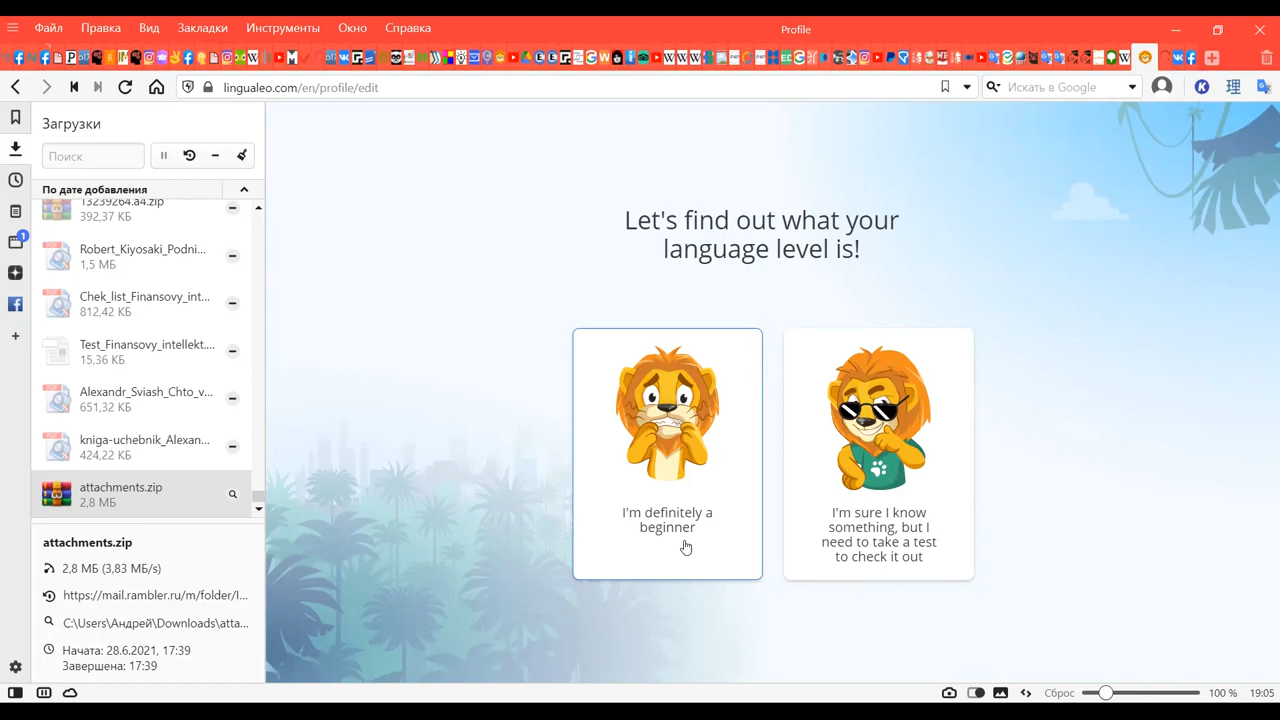 Файл Правка Вид Закладки Инструменты Окно Справка
Profile
lingualeo.com/en/profile/edit
Искать в Google
Загрузки
Поиск
По дате добавления
13239264.a4.zip
392,37 КБ
Robert_Kiyosaki_Podni...
1,5 МБ
Chek_list_Finansovy_int...
812,42 КБ
Test_Finansovy_intellekt....
15,36 КБ
Alexandr_Sviash_Chto_v...
651,32 КБ
kniga-uchebnik_Alexan...
424,22 КБ
attachments.zip
2,8 МБ
attachments.zip
2,8 МБ (3,83 МБ/s)
https://mail.rambler.ru/m/folder/I...
C:\Users\Андрей\Downloads\atta...
Начата: 28.6.2021, 17:39
Завершена: 17:39
Let's find out what your
language level is!
I'm definitely a
beginner
I'm sure I know
something, but I
need to take a test
to check it out
1
Сброс
100 %
19:05